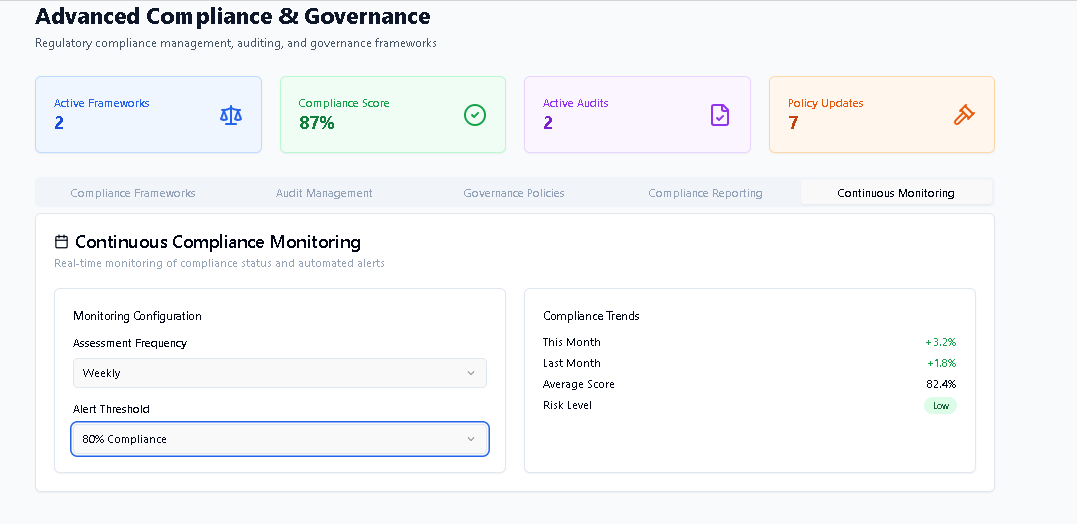 Advanced Compliance & Governance
Regulatory compliance management, auditing, and governance frameworks
Active Frameworks
2
Compliance Score
87%
Active Audits
2
Policy Updates
7
Compliance Frameworks
Audit Management
Governance Policies
Compliance Reporting
Continuous Monitoring
Continuous Compliance Monitoring
Real-time monitoring of compliance status and automated alerts
Monitoring Configuration
Assessment Frequency
Weekly
Alert Threshold
80% Compliance
Compliance Trends
This Month +3.2%
Last Month +1.8%
Average Score 82.4%
Risk Level Low